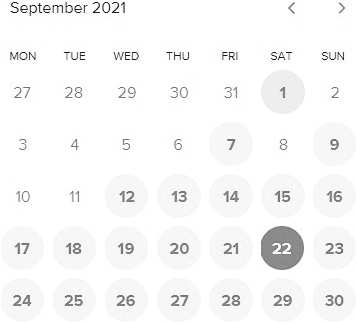 September 2021
MON TUE WED THU FRI SAT SUN
27 28 29 30 31 1 2
3 4 5 6 7 8 9
10 11 12 13 14 15 16
17 18 19 20 21 22 23
24 25 26 27 28 29 30